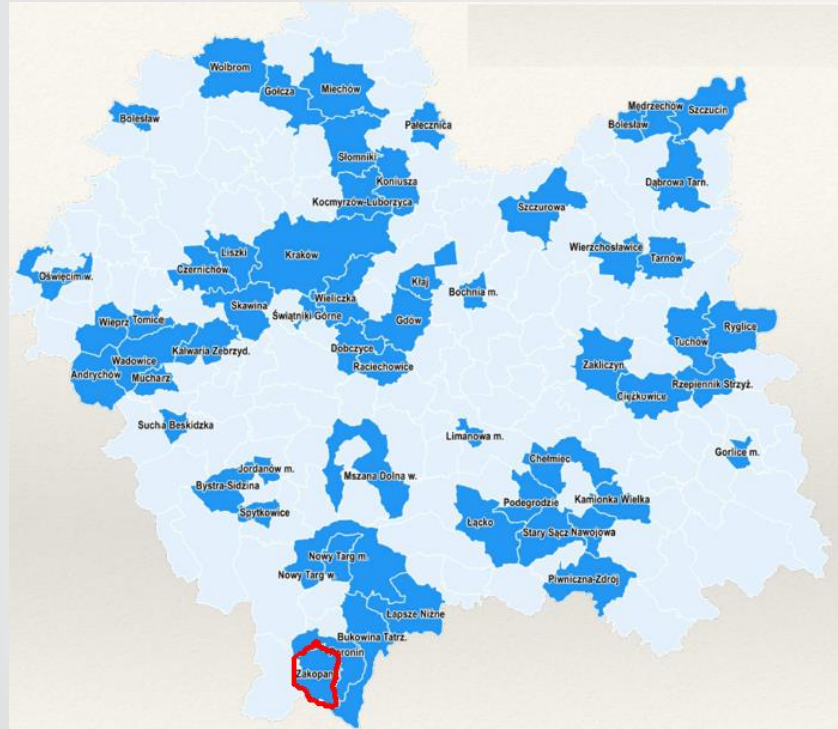 Wolbrom
Gołcza
Miechów
Bolesław
Pałecznica
Mędrzechów
Szczucin
Bolesław
Słomniki
Koniusza
Dąbrowa Tarn.
Kocmyrzów-Luborzyca
Szczurowa
Wierzchosławice
Tarnów
Liszki
Kraków
Czernichów
Oświęcim w.
Kłaj
Bochnia m.
Skawina
Wieliczka
Świątniki Górne
Gdów
Wieprz
Tomice
Ryglice
Tuchów
Kalwaria Zebrzyd.
Dobczyce
Wadowice
Raciechowice
Zakliczyn
Andrychów
Mucharz
Rzepiennik Strzyż.
Ciężkowice
Sucha Beskidzka
Limanowa m.
Gorlice m.
Chełmiec
Jordanów m.
Mszana Dolna w.
Bystra-Sidzina
Kamionka Wielka
Podegrodzie
Spytkowice
Łącko
Stary Sącz
Nawojowa
Nowy Targ m.
Nowy Targ w.
Piwniczna-Zdrój
Łapsze Niżne
Bukowina Tatrz.
oronin
Zakopan